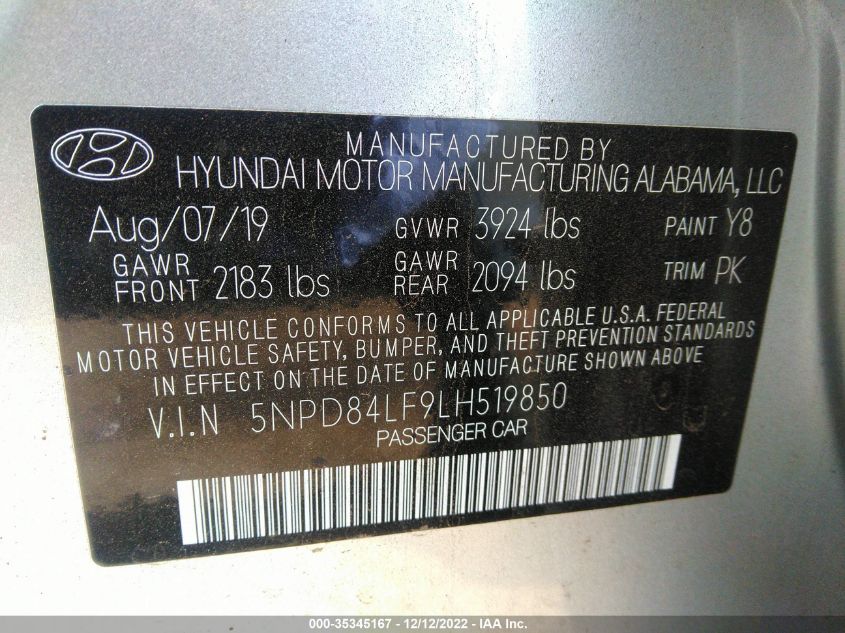 MANUFACTURED BY
HYUNDAI MOTOR MANUFACTURING ALABAMA, LLC
Aug/07/19 GVWR 3924 lbs PAINT Y8
GAWR FRONT 2183 lbs GAWR REAR 2094 lbs TRIM PK
THIS VEHICLE CONFORMS TO ALL APPLICABLE U.S.A. FEDERAL
MOTOR VEHICLE SAFETY, BUMPER, AND THEFT PREVENTION STANDARDS
IN EFFECT ON THE DATE OF MANUFACTURE SHOWN ABOVE
V.I.N 5NPD84LF9LH519850
PASSENGER CAR
000-35345167 - 12/12/2022 - IAA Inc.